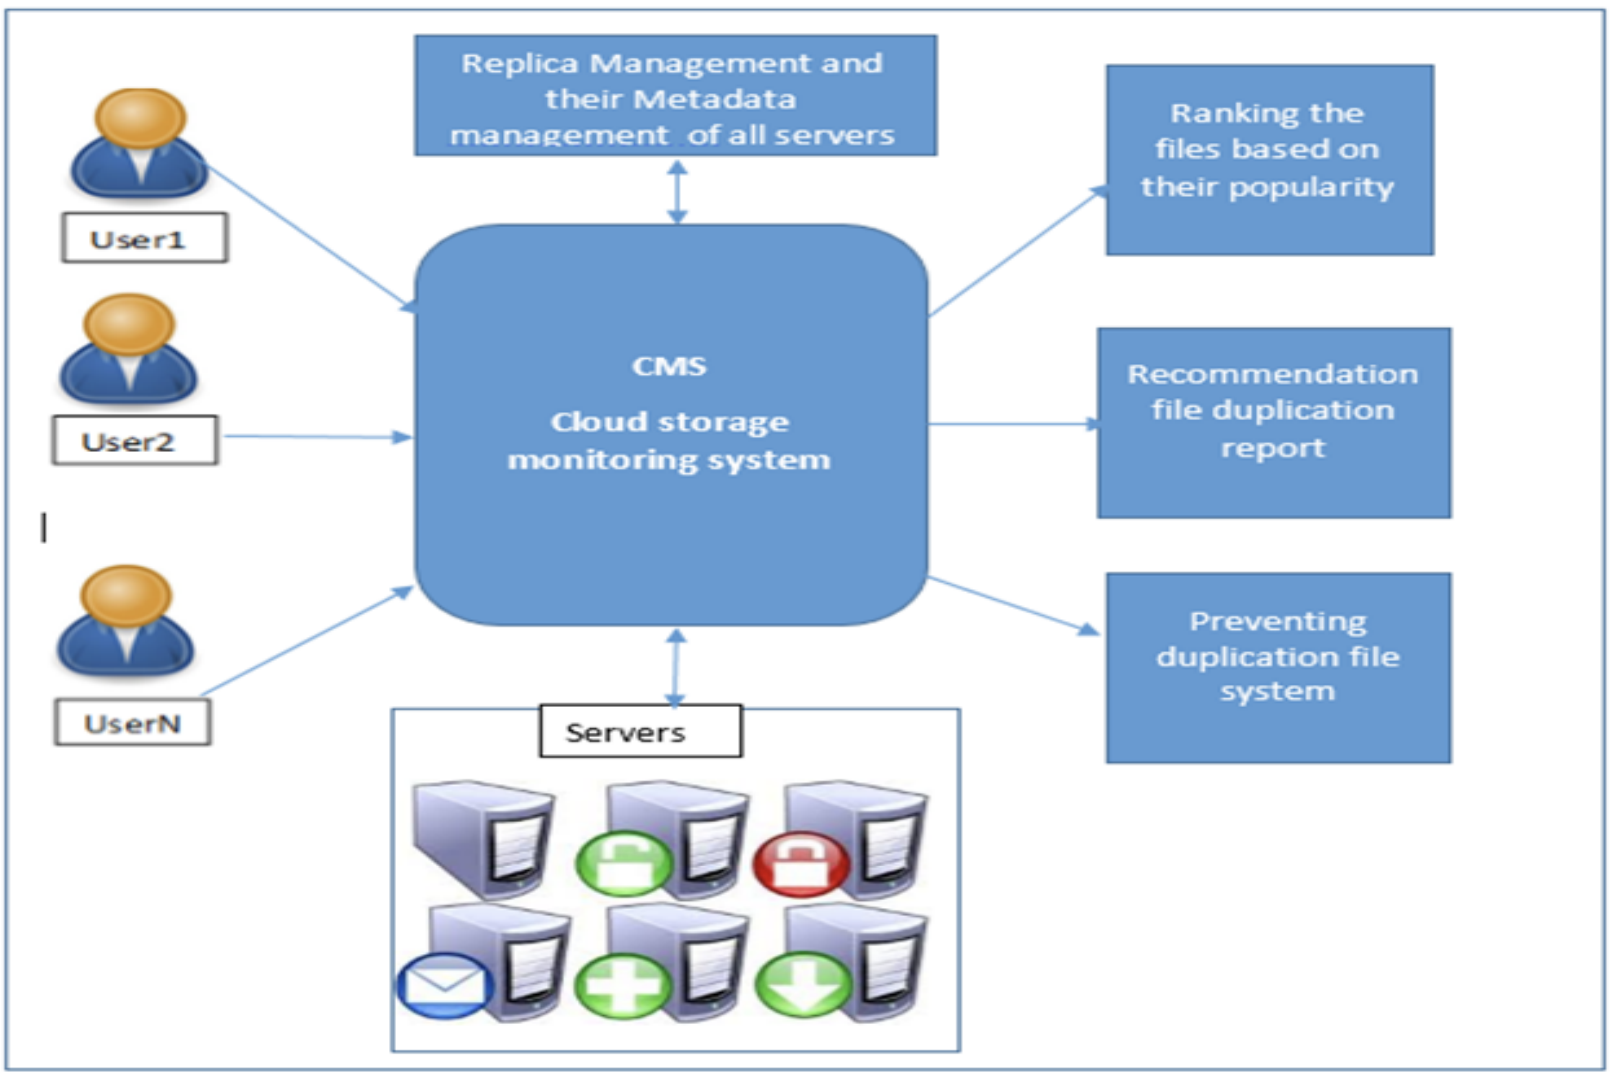 Replica Management and
their Metadata
management of all servers
Ranking the
files based on
their popularity
User1
CMS
Cloud storage
monitoring system
User2
Recommendation
file duplication
report
|
UserN
Preventing
duplication file
system
Servers